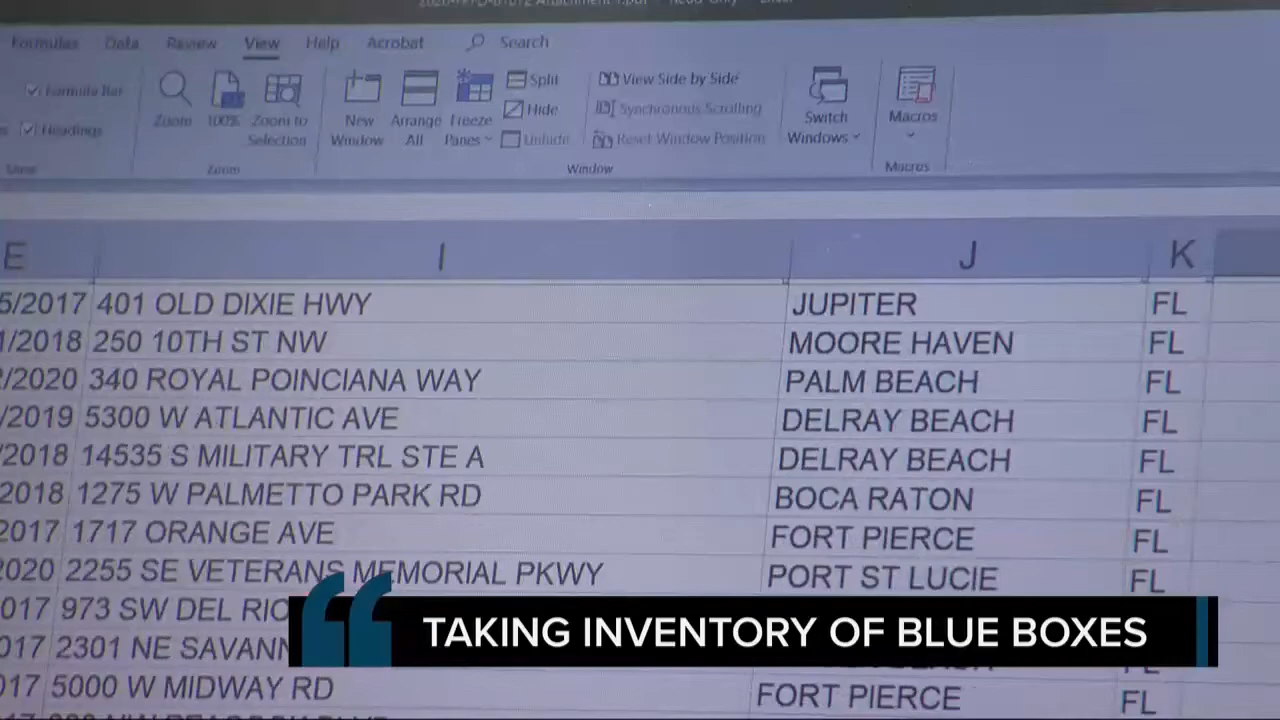 Formulas Data Review View Help Acrobat Search
Formula Bar
Headings
Zoom 100% Zoom to Selection
Zoom
New Window Arrange All Freeze Panes
Split
Hide
Unhide
Window
View Side by Side
Synchronous Scrolling
Reset Window Position
Switch Windows
Macros
Macros
E I J K
5/2017 401 OLD DIXIE HWY JUPITER FL
1/2018 250 10TH ST NW MOORE HAVEN FL
/2020 340 ROYAL POINCIANA WAY PALM BEACH FL
/2019 5300 W ATLANTIC AVE DELRAY BEACH FL
/2018 14535 S MILITARY TRL STE A DELRAY BEACH FL
2018 1275 W PALMETTO PARK RD BOCA RATON FL
2017 1717 ORANGE AVE FORT PIERCE FL
2020 2255 SE VETERANS MEMORIAL PKWY PORT ST LUCIE FL
017 973 SW DEL RIO
017 2301 NE SAVANN
017 5000 W MIDWAY RD FORT PIERCE FL
TAKING INVENTORY OF BLUE BOXES